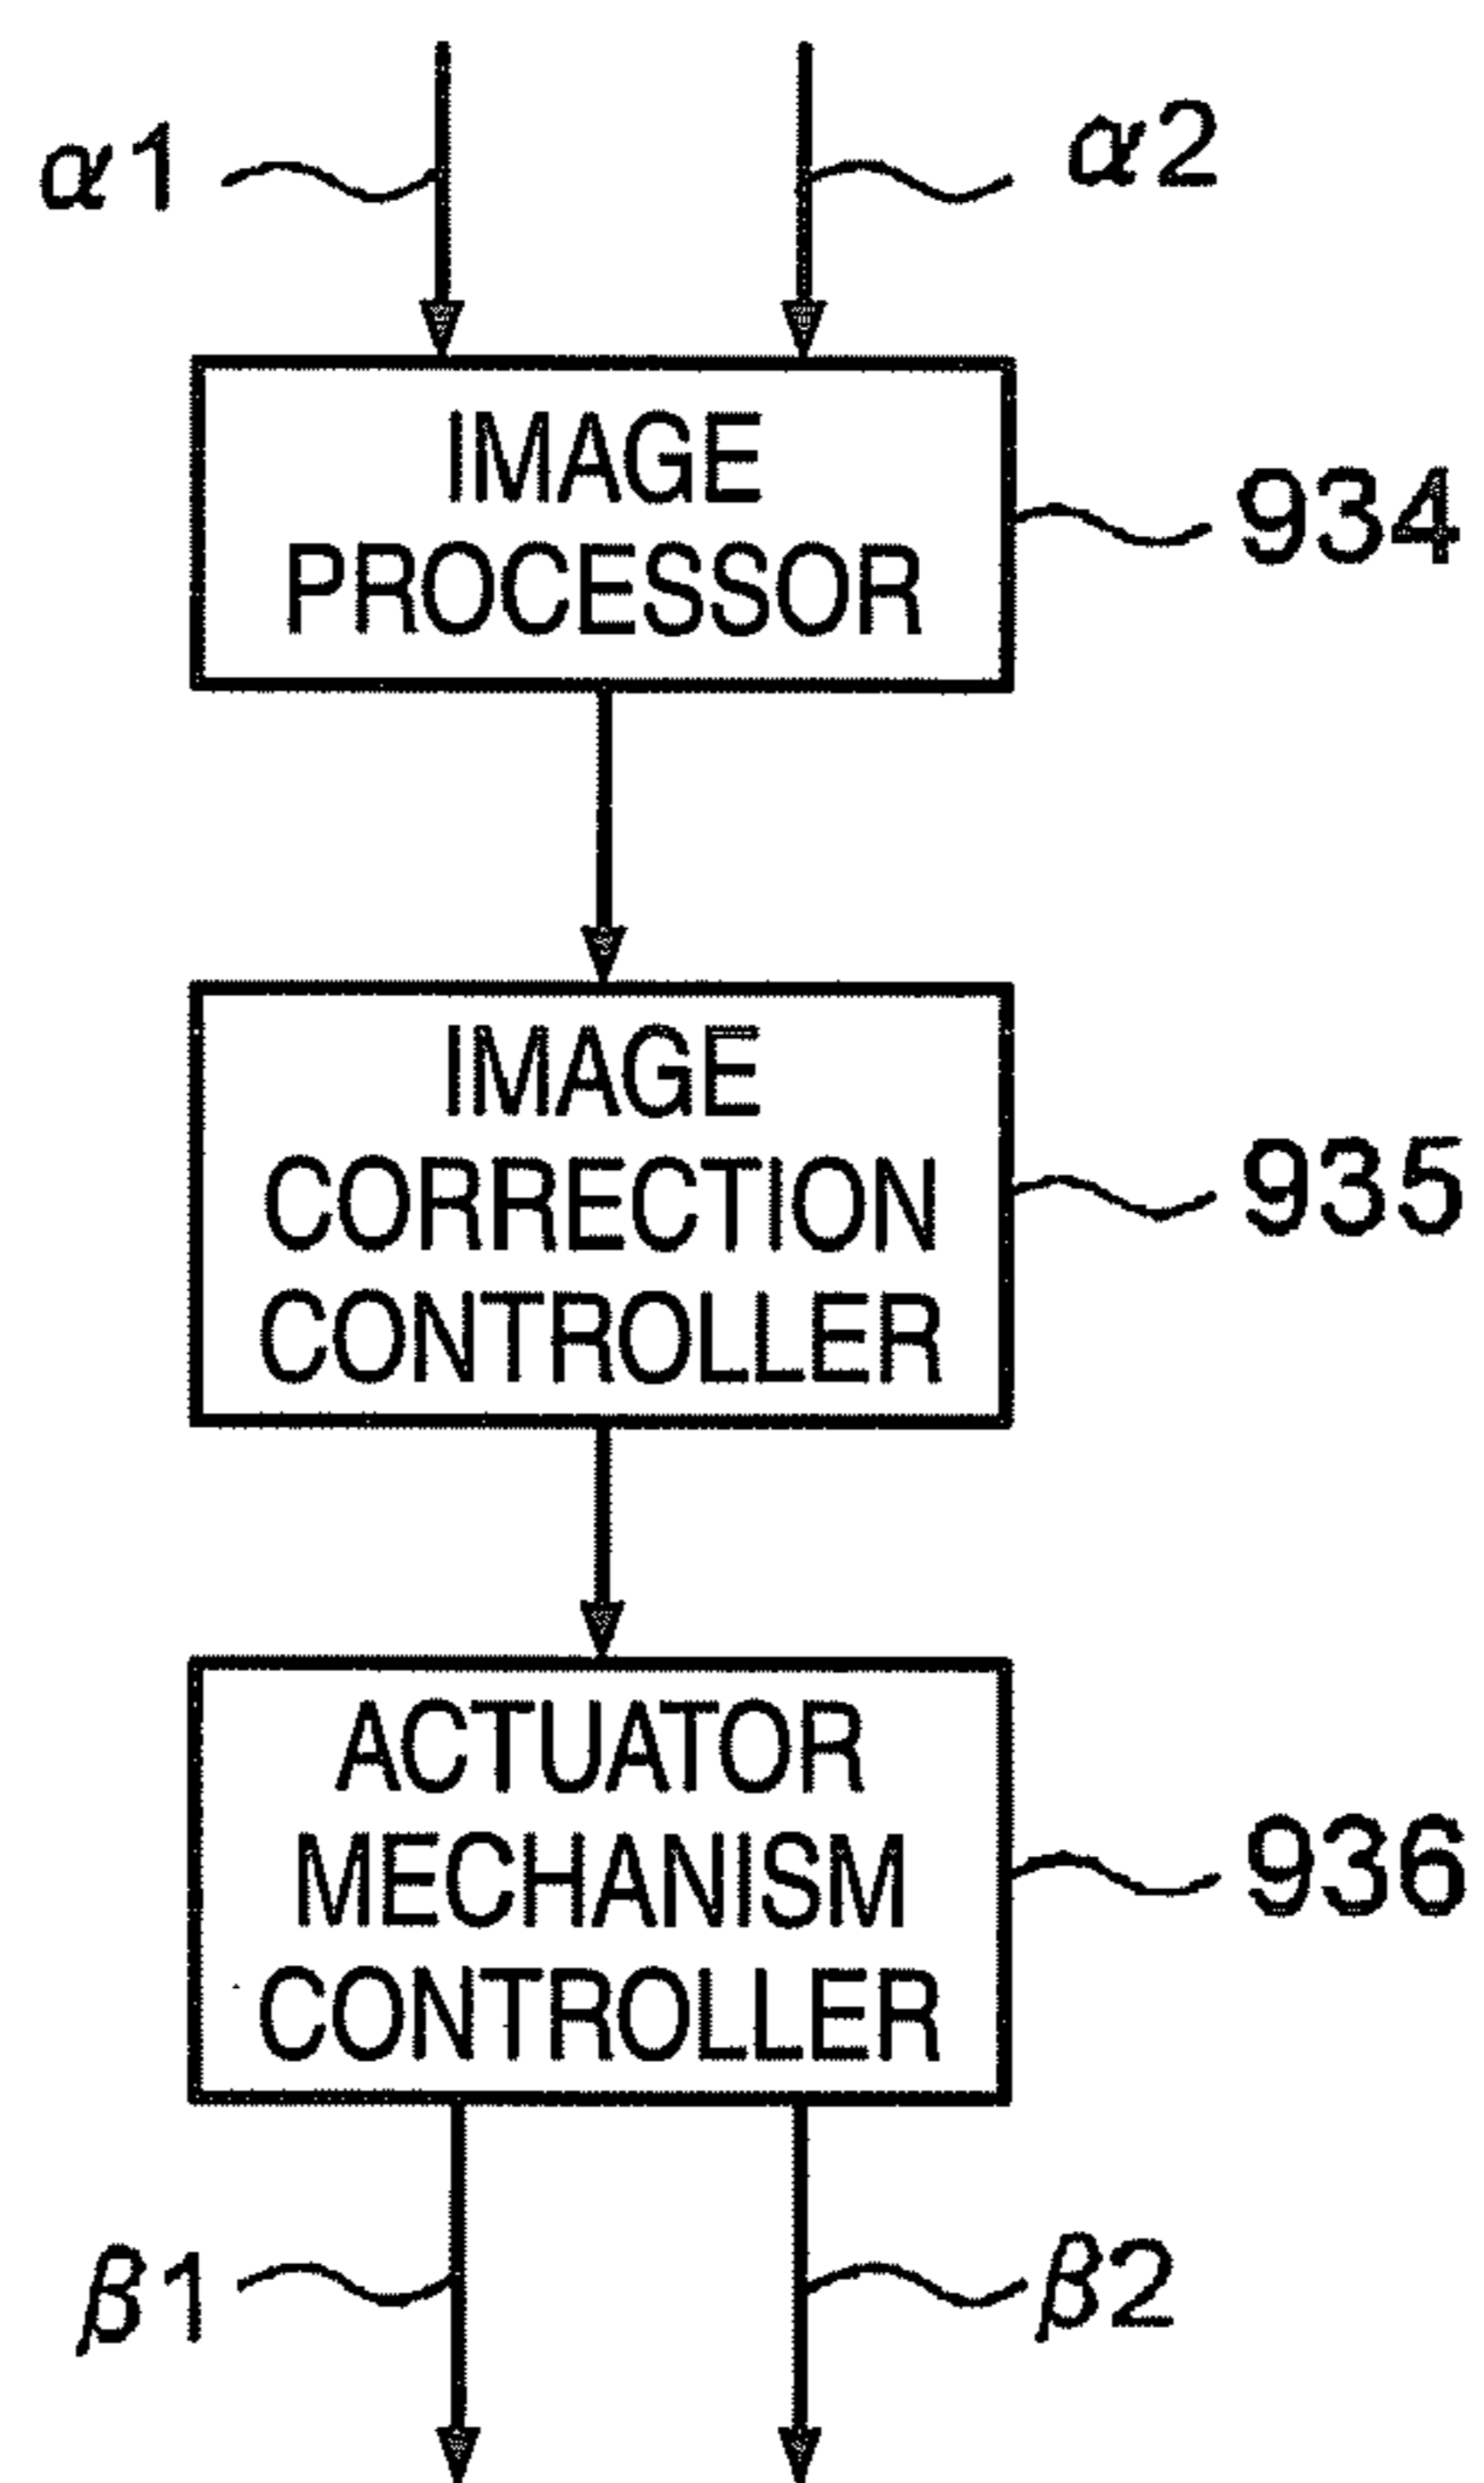 α1
α2
IMAGE
PROCESSOR
934
IMAGE
CORRECTION
CONTROLLER
935
ACTUATOR
MECHANISM
CONTROLLER
936
β1
β2